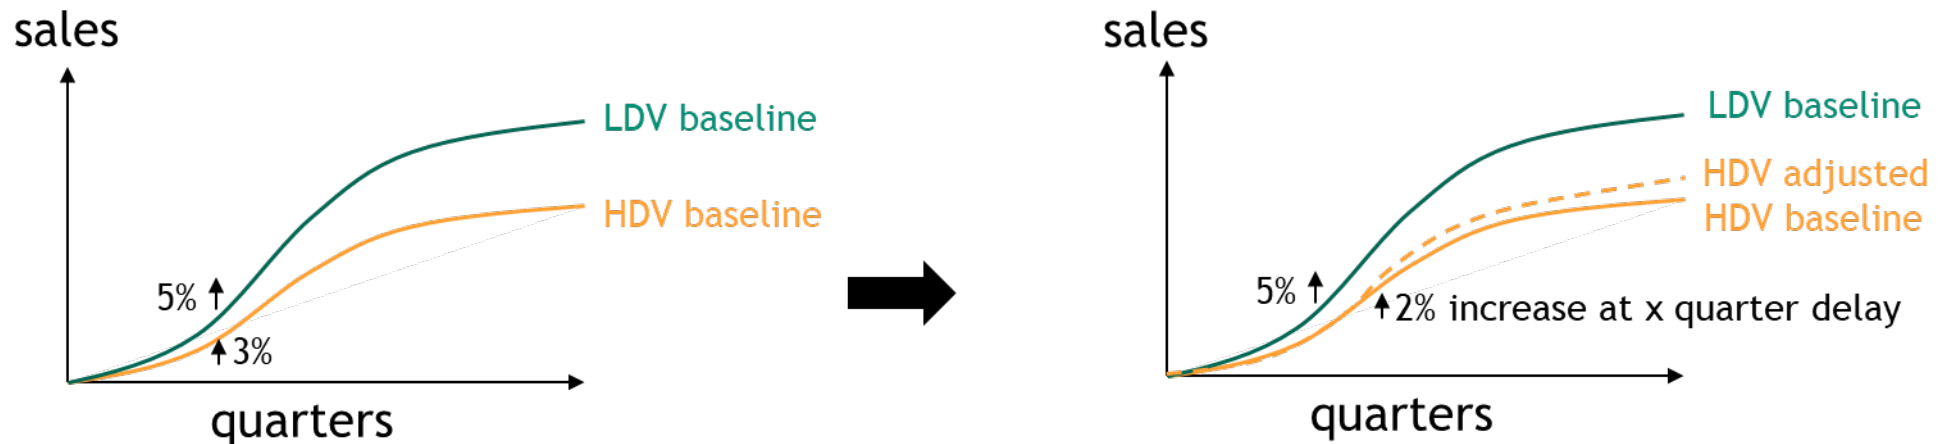 sales
LDV baseline
HDV baseline
5%
3%
quarters
sales
LDV baseline
HDV adjusted
HDV baseline
5%
2% increase at x quarter delay
quarters